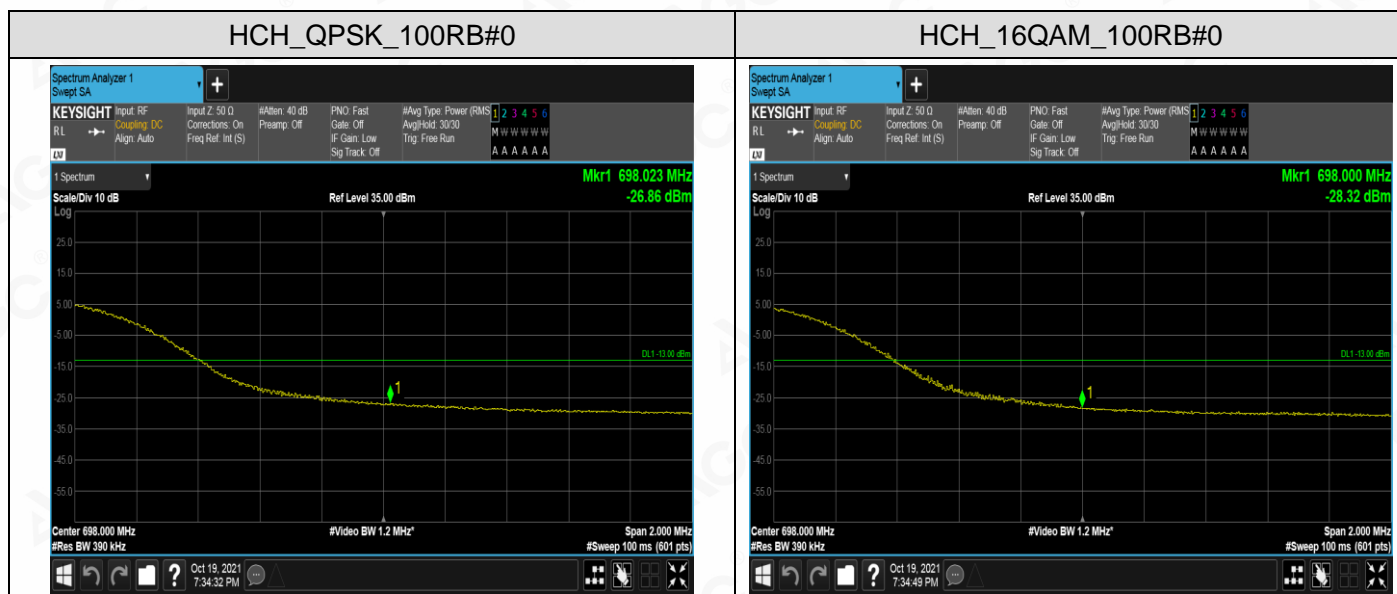 HCH_QPSK_100RB#0
Spectrum Analyzer 1
Swept SA
+
KEYSIGHT Input: RF Input Z: 50 Ω #Atten: 40 dB PNO: Fast #Avg Type: Power (RMS 1 2 3 4 5 6
RL Coupling: DC Corrections: On Preamp: Off Gate: Off Avg|Hold: 30/30 M W W W W W
Align: Auto Freq Ref: Int (S) IF Gain: Low Trig: Free Run
Sig Track: Off A A A A A A
LXI
1 Spectrum
Mkr1 698.023 MHz
Scale/Div 10 dB Ref Level 35.00 dBm -26.86 dBm
Log
25.0
15.0
5.00
-5.00
DL1 -13.00 dBm
-15.0
1
-25.0
-35.0
-45.0
-55.0
Center 698.000 MHz #Video BW 1.2 MHz* Span 2.000 MHz
#Res BW 390 kHz #Sweep 100 ms (601 pts)
? Oct 19, 2021
7:34:32 PM
HCH_16QAM_100RB#0
Spectrum Analyzer 1
Swept SA
+
KEYSIGHT Input: RF Input Z: 50 Ω #Atten: 40 dB PNO: Fast #Avg Type: Power (RMS 1 2 3 4 5 6
RL Coupling: DC Corrections: On Preamp: Off Gate: Off Avg|Hold: 30/30 M W W W W W
Align: Auto Freq Ref: Int (S) IF Gain: Low Trig: Free Run
Sig Track: Off A A A A A A
LXI
1 Spectrum
Mkr1 698.000 MHz
Scale/Div 10 dB Ref Level 35.00 dBm -28.32 dBm
Log
25.0
15.0
5.00
-5.00
DL1 -13.00 dBm
-15.0
1
-25.0
-35.0
-45.0
-55.0
Center 698.000 MHz #Video BW 1.2 MHz* Span 2.000 MHz
#Res BW 390 kHz #Sweep 100 ms (601 pts)
? Oct 19, 2021
7:34:49 PM